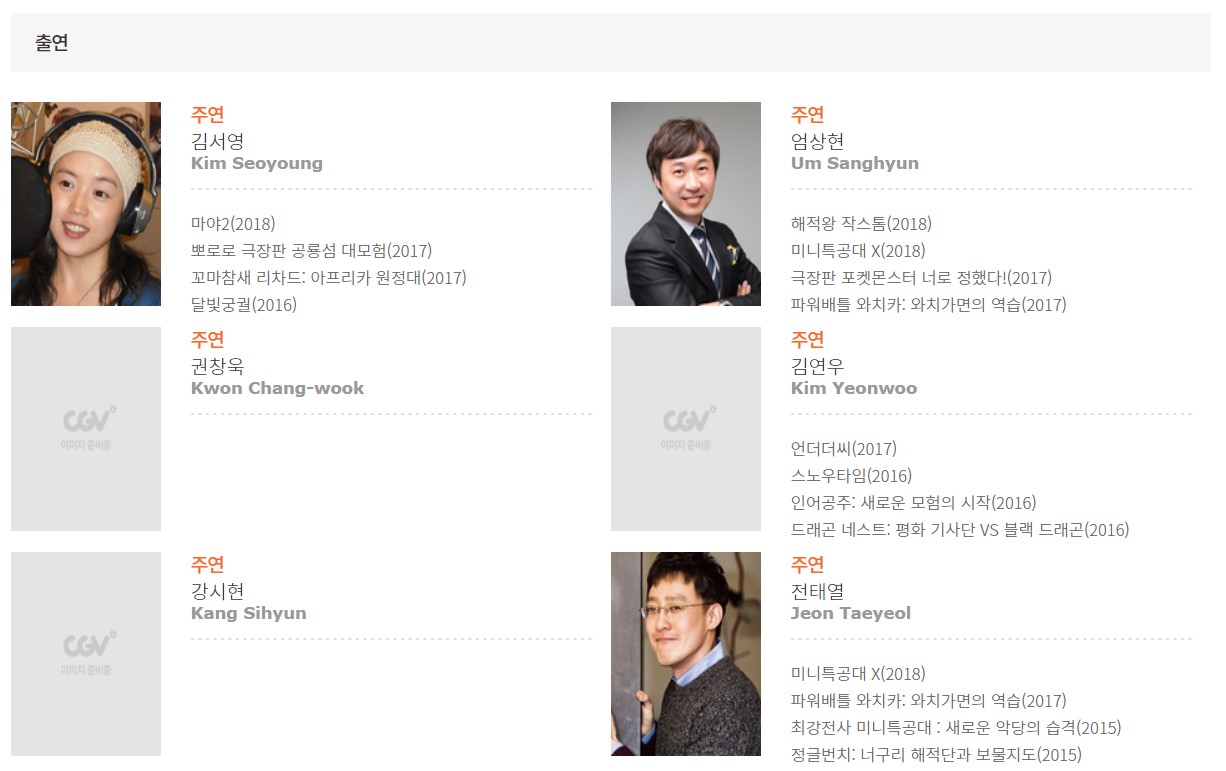 출연
주연
김서영
Kim Seoyoung
마야2(2018)
뽀로로 극장판 공룡섬 대모험(2017)
꼬마참새 리차드: 아프리카 원정대(2017)
달빛궁궐(2016)
주연
엄상현
Um Sanghyun
해적왕 작스톰(2018)
미니특공대 X(2018)
극장판 포켓몬스터 너로 정했다!(2017)
파워배틀 와치카: 와치가면의 역습(2017)
CGV
이미지 준비중
주연
권창욱
Kwon Chang-wook
CGV
이미지 준비중
주연
김연우
Kim Yeonwoo
언더더씨(2017)
스노우타임(2016)
인어공주: 새로운 모험의 시작(2016)
드래곤 네스트: 평화 기사단 VS 블랙 드래곤(2016)
CGV
이미지 준비중
주연
강시현
Kang Sihyun
주연
전태열
Jeon Taeyeol
미니특공대 X(2018)
파워배틀 와치카: 와치가면의 역습(2017)
최강전사 미니특공대 : 새로운 악당의 습격(2015)
정글번치: 너구리 해적단과 보물지도(2015)